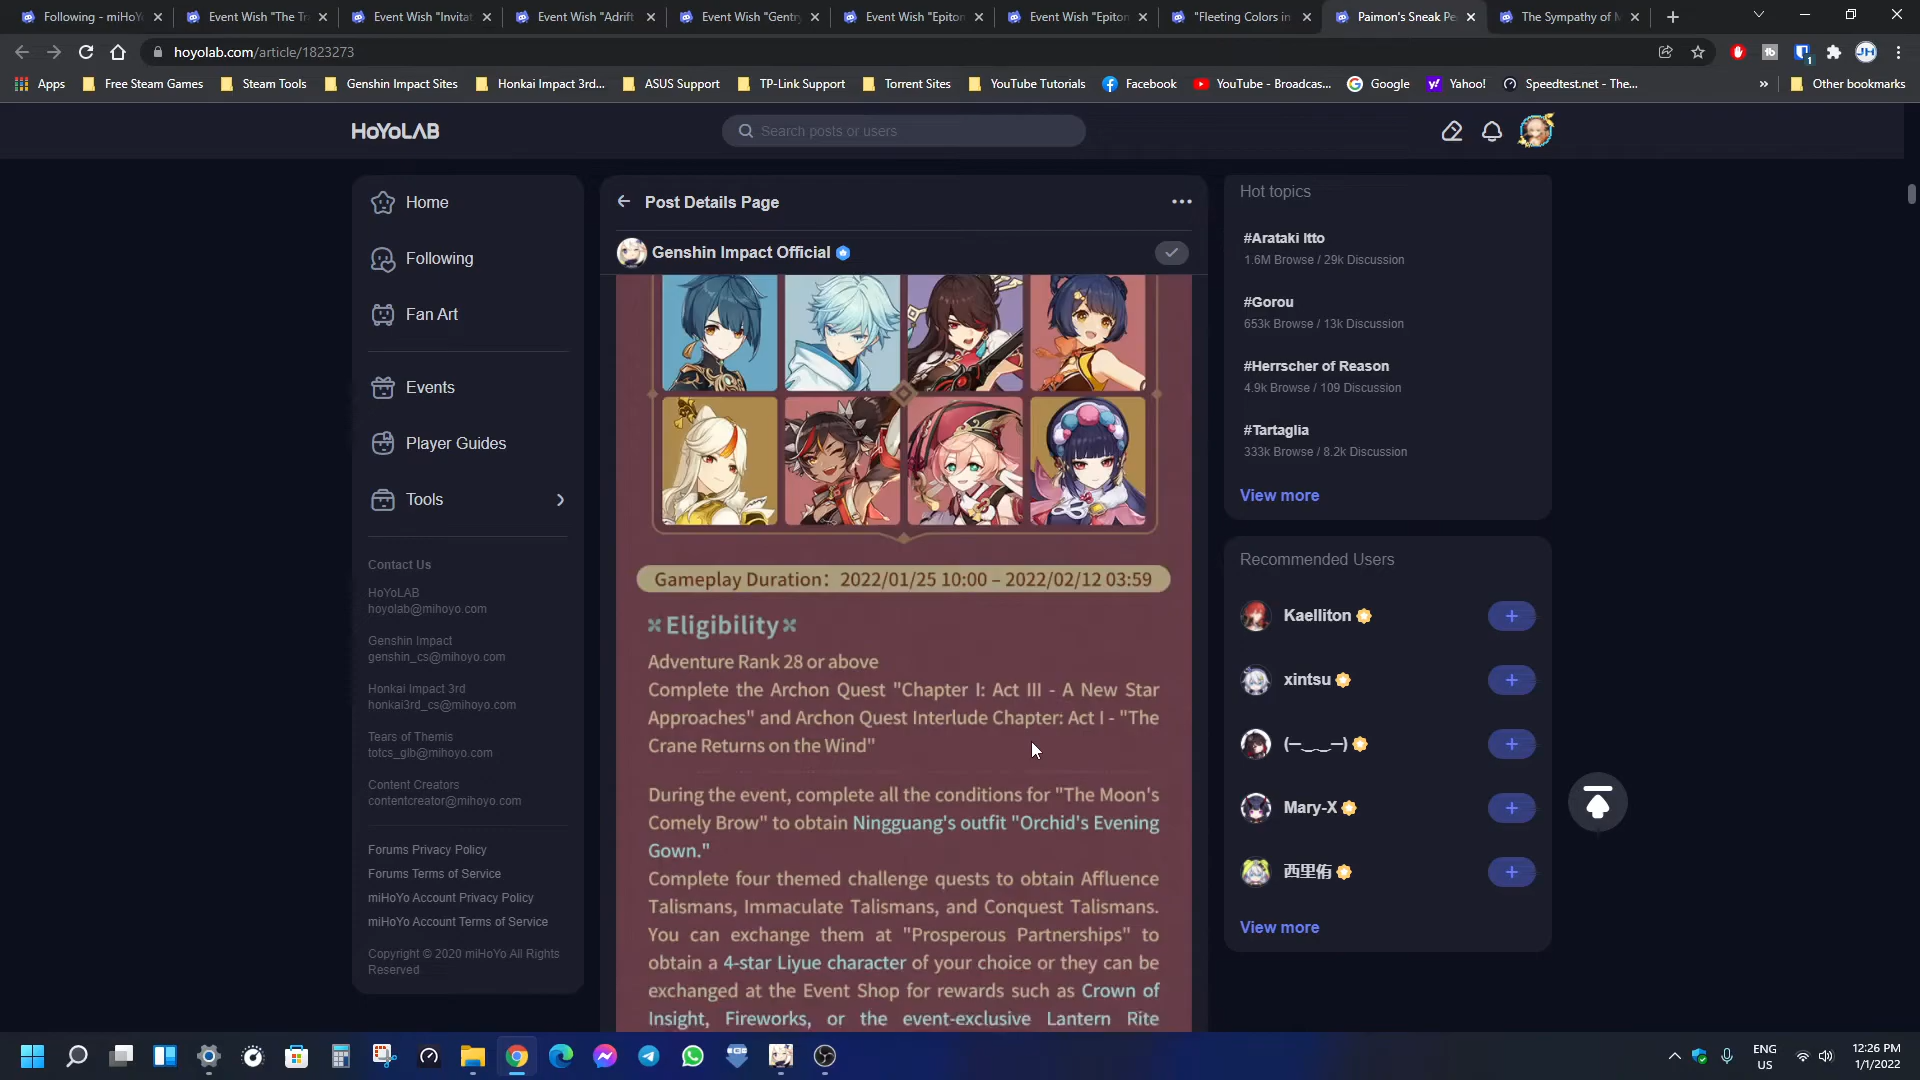 Following - miHoYo
Event Wish "The Tr
Event Wish "Invitat
Event Wish "Adrift
Event Wish "Gentry
Event Wish "Epiton
Event Wish "Epiton
"Fleeting Colors in
Paimon's Sneak Pe
The Sympathy of M
hoyolab.com/article/1823273
Apps
Free Steam Games
Steam Tools
Genshin Impact Sites
Honkai Impact 3rd...
ASUS Support
TP-Link Support
Torrent Sites
YouTube Tutorials
Facebook
YouTube - Broadcas...
Google
Yahoo!
Speedtest.net - The...
»
Other bookmarks
HoYoLAB
Search posts or users
Home
Following
Fan Art
Events
Player Guides
Tools
Contact Us
HoYoLAB
hoyolab@mihoyo.com
Genshin Impact
genshin_cs@mihoyo.com
Honkai Impact 3rd
honkai3rd_cs@mihoyo.com
Tears of Themis
totcs_glb@mihoyo.com
Content Creators
contentcreator@mihoyo.com
Forums Privacy Policy
Forums Terms of Service
miHoYo Account Privacy Policy
miHoYo Account Terms of Service
Copyright © 2020 miHoYo All Rights
Reserved
Post Details Page
Genshin Impact Official
Gameplay Duration: 2022/01/25 10:00 – 2022/02/12 03:59
Eligibility
Adventure Rank 28 or above
Complete the Archon Quest "Chapter I: Act III - A New Star
Approaches" and Archon Quest Interlude Chapter: Act I - "The
Crane Returns on the Wind"
During the event, complete all the conditions for "The Moon's
Comely Brow" to obtain Ningguang's outfit "Orchid's Evening
Gown."
Complete four themed challenge quests to obtain Affluence
Talismans, Immaculate Talismans, and Conquest Talismans.
You can exchange them at "Prosperous Partnerships" to
obtain a 4-star Liyue character of your choice or they can be
exchanged at the Event Shop for rewards such as Crown of
Insight, Fireworks, or the event-exclusive Lantern Rite
Hot topics
#Arataki Itto
1.6M Browse / 29k Discussion
#Gorou
653k Browse / 13k Discussion
#Herrscher of Reason
4.9k Browse / 109 Discussion
#Tartaglia
333k Browse / 8.2k Discussion
View more
Recommended Users
Kaelliton
xintsu
Mary-X
西里侑
View more
ENG
US
12:26 PM
1/1/2022